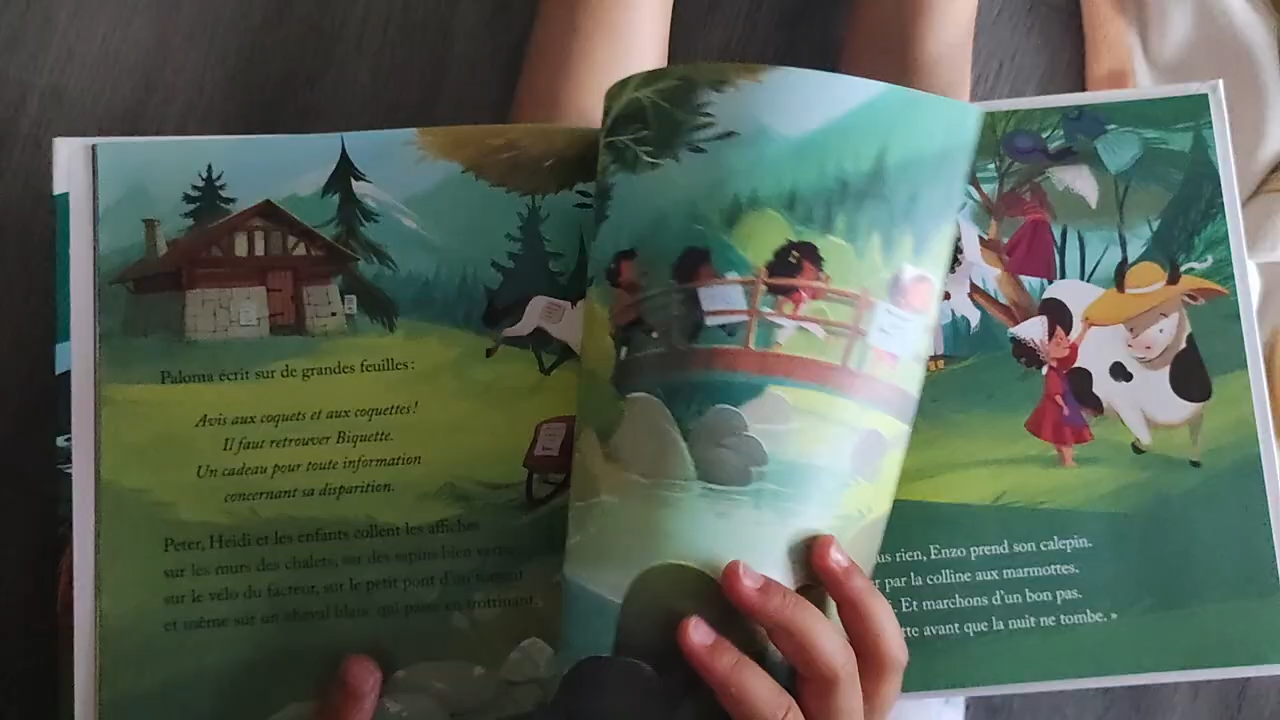 Paloma écrit sur de grandes feuilles :
Avis aux coquets et aux coquettes !
Il faut retrouver Biquette.
Un cadeau pour toute information
concernant sa disparition.
Peter, Heidi et les enfants collent les affiches
sur les murs des chalets, sur des sapins bien verts,
sur le vélo du facteur, sur le petit pont d'un torrent
et même sur un cheval blanc qui passe en trottinant.
rien, Enzo prend son calepin.
par la colline aux marmottes.
Et marchons d'un bon pas.
avant que la nuit ne tombe. »